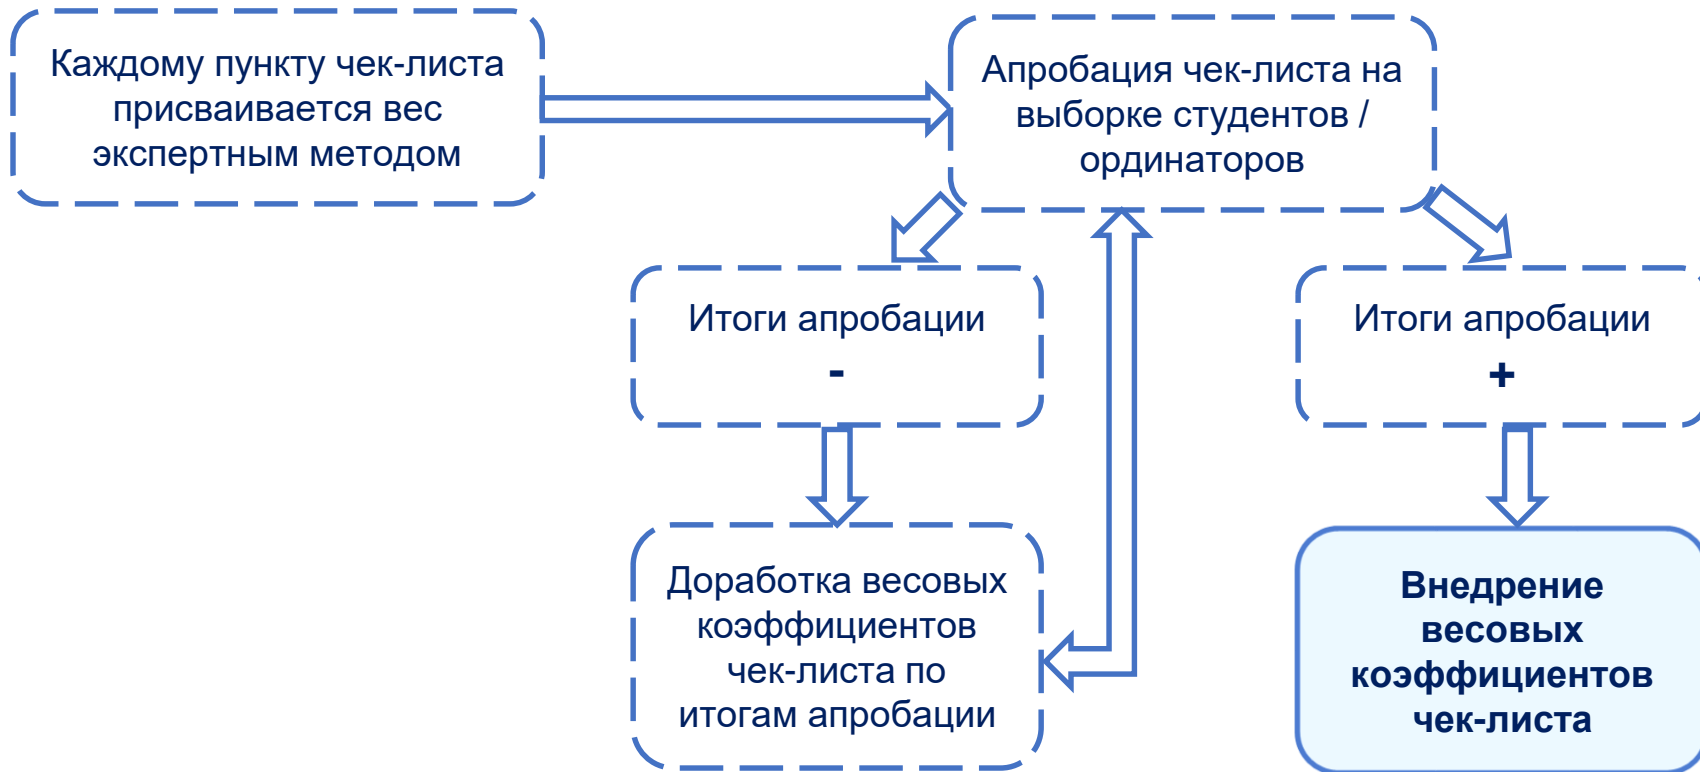 Каждому пункту чек-листа
присваивается вес
экспертным методом
Апробация чек-листа на
выборке студентов /
ординаторов
Итоги апробации
-
Итоги апробации
+
Доработка весовых
коэффициентов
чек-листа по
итогам апробации
Внедрение
весовых
коэффициентов
чек-листа